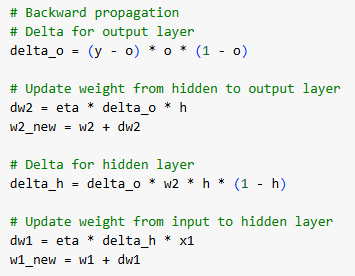 # Backward propagation
# Delta for output layer
delta_o = (y - o) * o * (1 - o)
# Update weight from hidden to output layer
dw2 = eta * delta_o * h
w2_new = w2 + dw2
# Delta for hidden layer
delta_h = delta_o * w2 * h * (1 - h)
# Update weight from input to hidden layer
dw1 = eta * delta_h * x1
w1_new = w1 + dw1